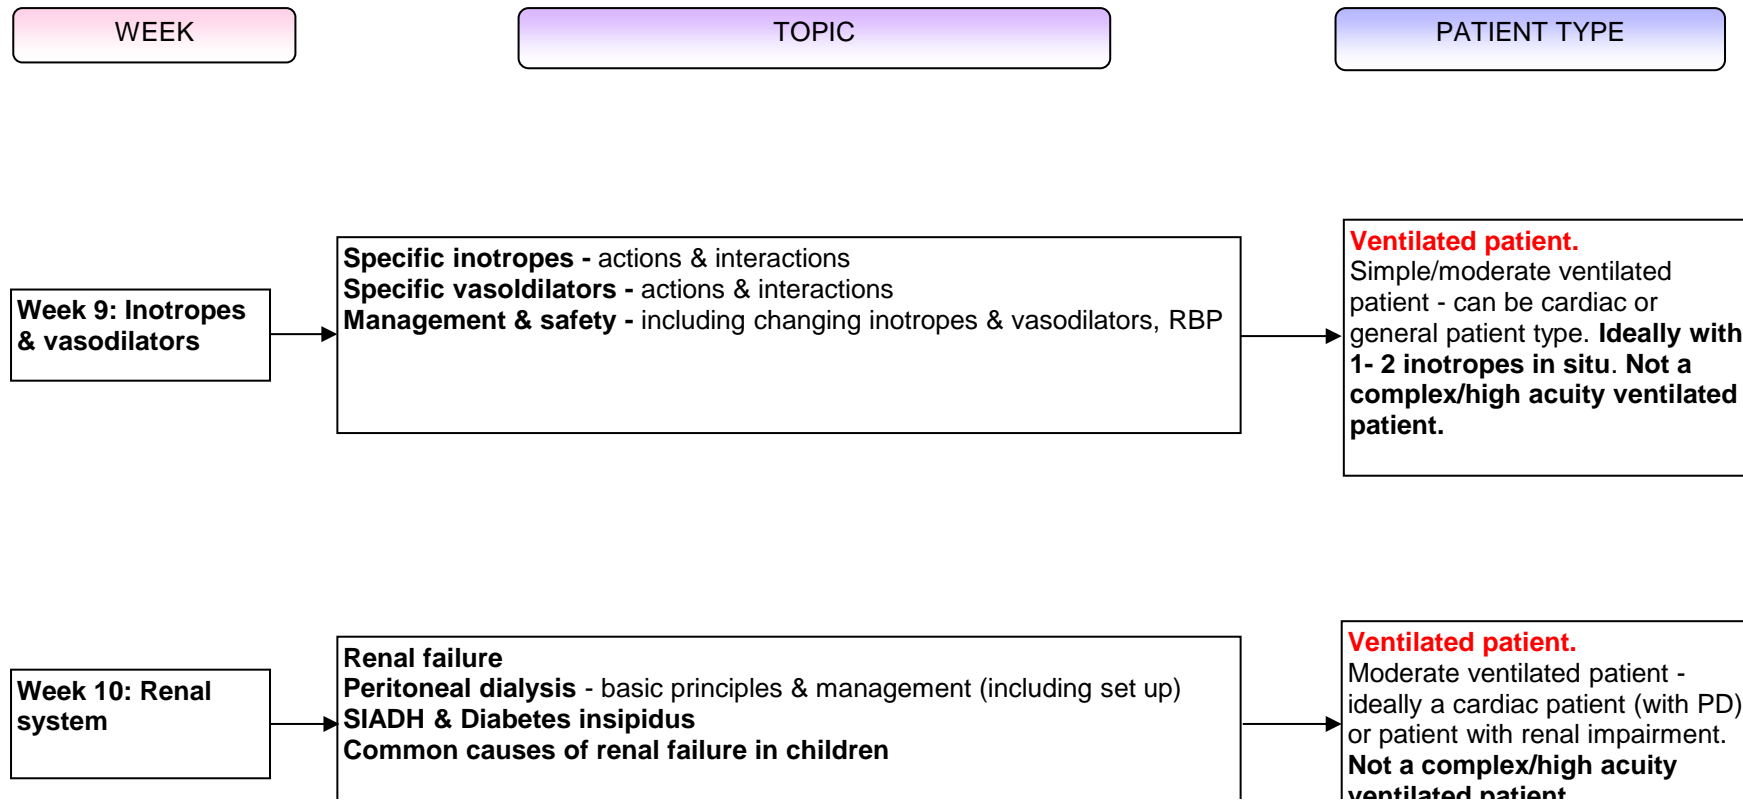 WEEK
TOPIC
PATIENT TYPE
Week 9: Inotropes
& vasodilators
Specific inotropes - actions & interactions
Specific vasoldilators - actions & interactions
Management & safety - including changing inotropes & vasodilators, RBP
Ventilated patient.
Simple/moderate ventilated
patient - can be cardiac or
general patient type. Ideally with
1- 2 inotropes in situ. Not a
complex/high acuity ventilated
patient.
Week 10: Renal
system
Renal failure
Peritoneal dialysis - basic principles & management (including set up)
SIADH & Diabetes insipidus
Common causes of renal failure in children
Ventilated patient.
Moderate ventilated patient -
ideally a cardiac patient (with PD)
or patient with renal impairment.
Not a complex/high acuity
ventilated patient